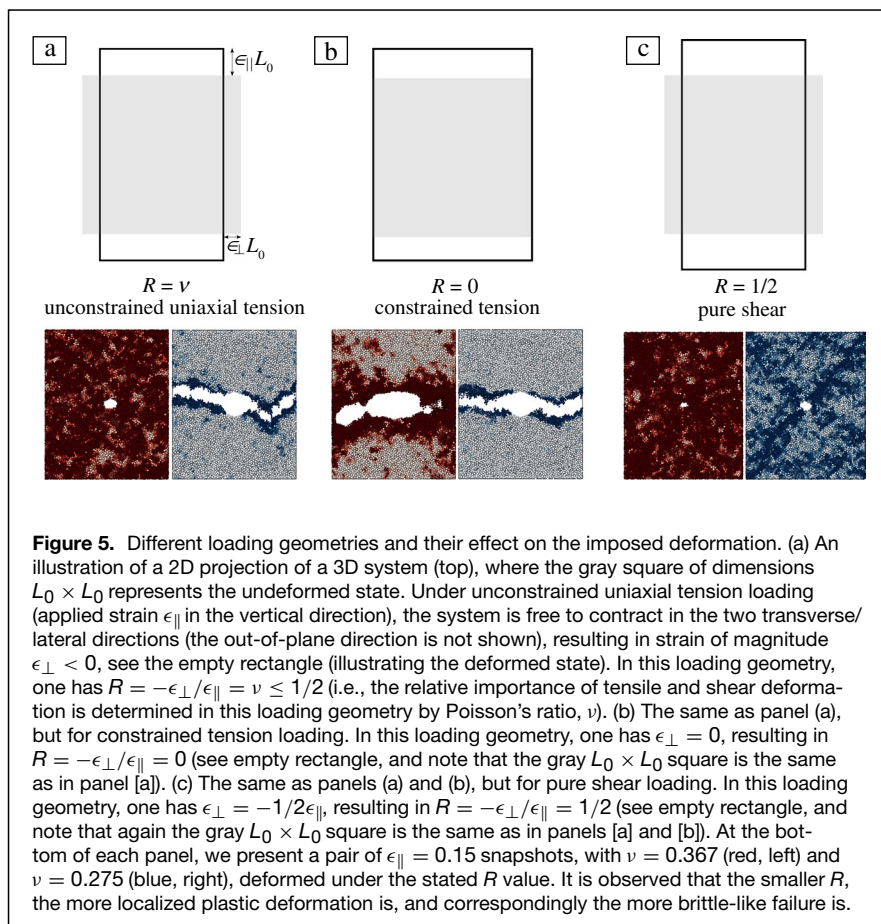 a
b
c
ϵ||L0
ϵ⊥L0
R = ν
unconstrained uniaxial tension
R = 0
constrained tension
R = 1/2
pure shear
Figure 5. Different loading geometries and their effect on the imposed deformation. (a) An
illustration of a 2D projection of a 3D system (top), where the gray square of dimensions
L0 × L0 represents the undeformed state. Under unconstrained uniaxial tension loading
(applied strain ϵ∥ in the vertical direction), the system is free to contract in the two transverse/
lateral directions (the out-of-plane direction is not shown), resulting in strain of magnitude
ϵ⊥ < 0, see the empty rectangle (illustrating the deformed state). In this loading geometry,
one has R = −ϵ⊥/ϵ∥ = ν ≤ 1/2 (i.e., the relative importance of tensile and shear deforma-
tion is determined in this loading geometry by Poisson's ratio, ν). (b) The same as panel (a),
but for constrained tension loading. In this loading geometry, one has ϵ⊥ = 0, resulting in
R = −ϵ⊥/ϵ∥ = 0 (see empty rectangle, and note that the gray L0 × L0 square is the same
as in panel [a]). (c) The same as panels (a) and (b), but for pure shear loading. In this loading
geometry, one has ϵ⊥ = −1/2ϵ∥, resulting in R = −ϵ⊥/ϵ∥ = 1/2 (see empty rectangle, and
note that again the gray L0 × L0 square is the same as in panels [a] and [b]). At the bot-
tom of each panel, we present a pair of ϵ∥ = 0.15 snapshots, with ν = 0.367 (red, left) and
ν = 0.275 (blue, right), deformed under the stated R value. It is observed that the smaller R,
the more localized plastic deformation is, and correspondingly the more brittle-like failure is.